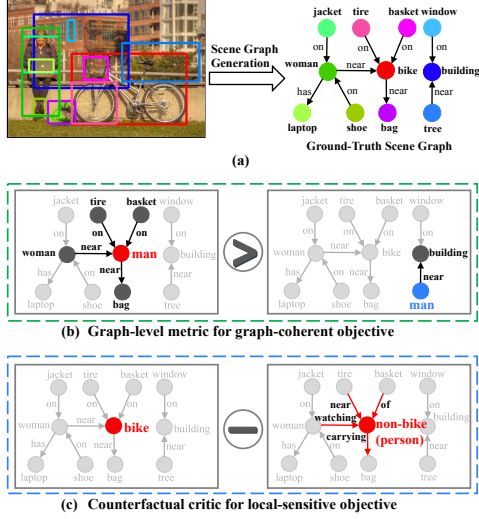 jacket tire basket window
Scene Graph
Generation
on on on on
woman near bike building
has on near near
laptop shoe bag tree
Ground-Truth Scene Graph
(a)
jacket tire basket window
on on on on
woman near man building
has on near near
laptop shoe bag tree
>
jacket tire basket window
on on on on
woman near bike building
has on near near
laptop shoe bag man
(b) Graph-level metric for graph-coherent objective
jacket tire basket window
on on on on
woman near bike building
has on near near
laptop shoe bag tree
jacket tire basket window
on near of on
woman watching non-bike building
(person)
has on carrying near
laptop shoe bag tree
(c) Counterfactual critic for local-sensitive objective